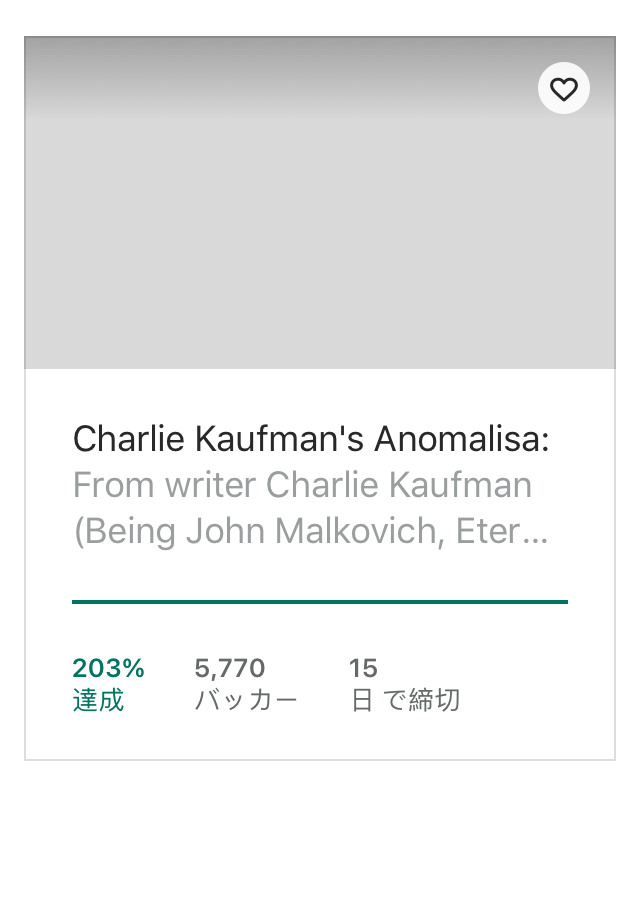 Charlie Kaufman's Anomalisa:
From writer Charlie Kaufman
(Being John Malkovich, Eter...
203% 5,770 15
達成 バッカー 日 で締切